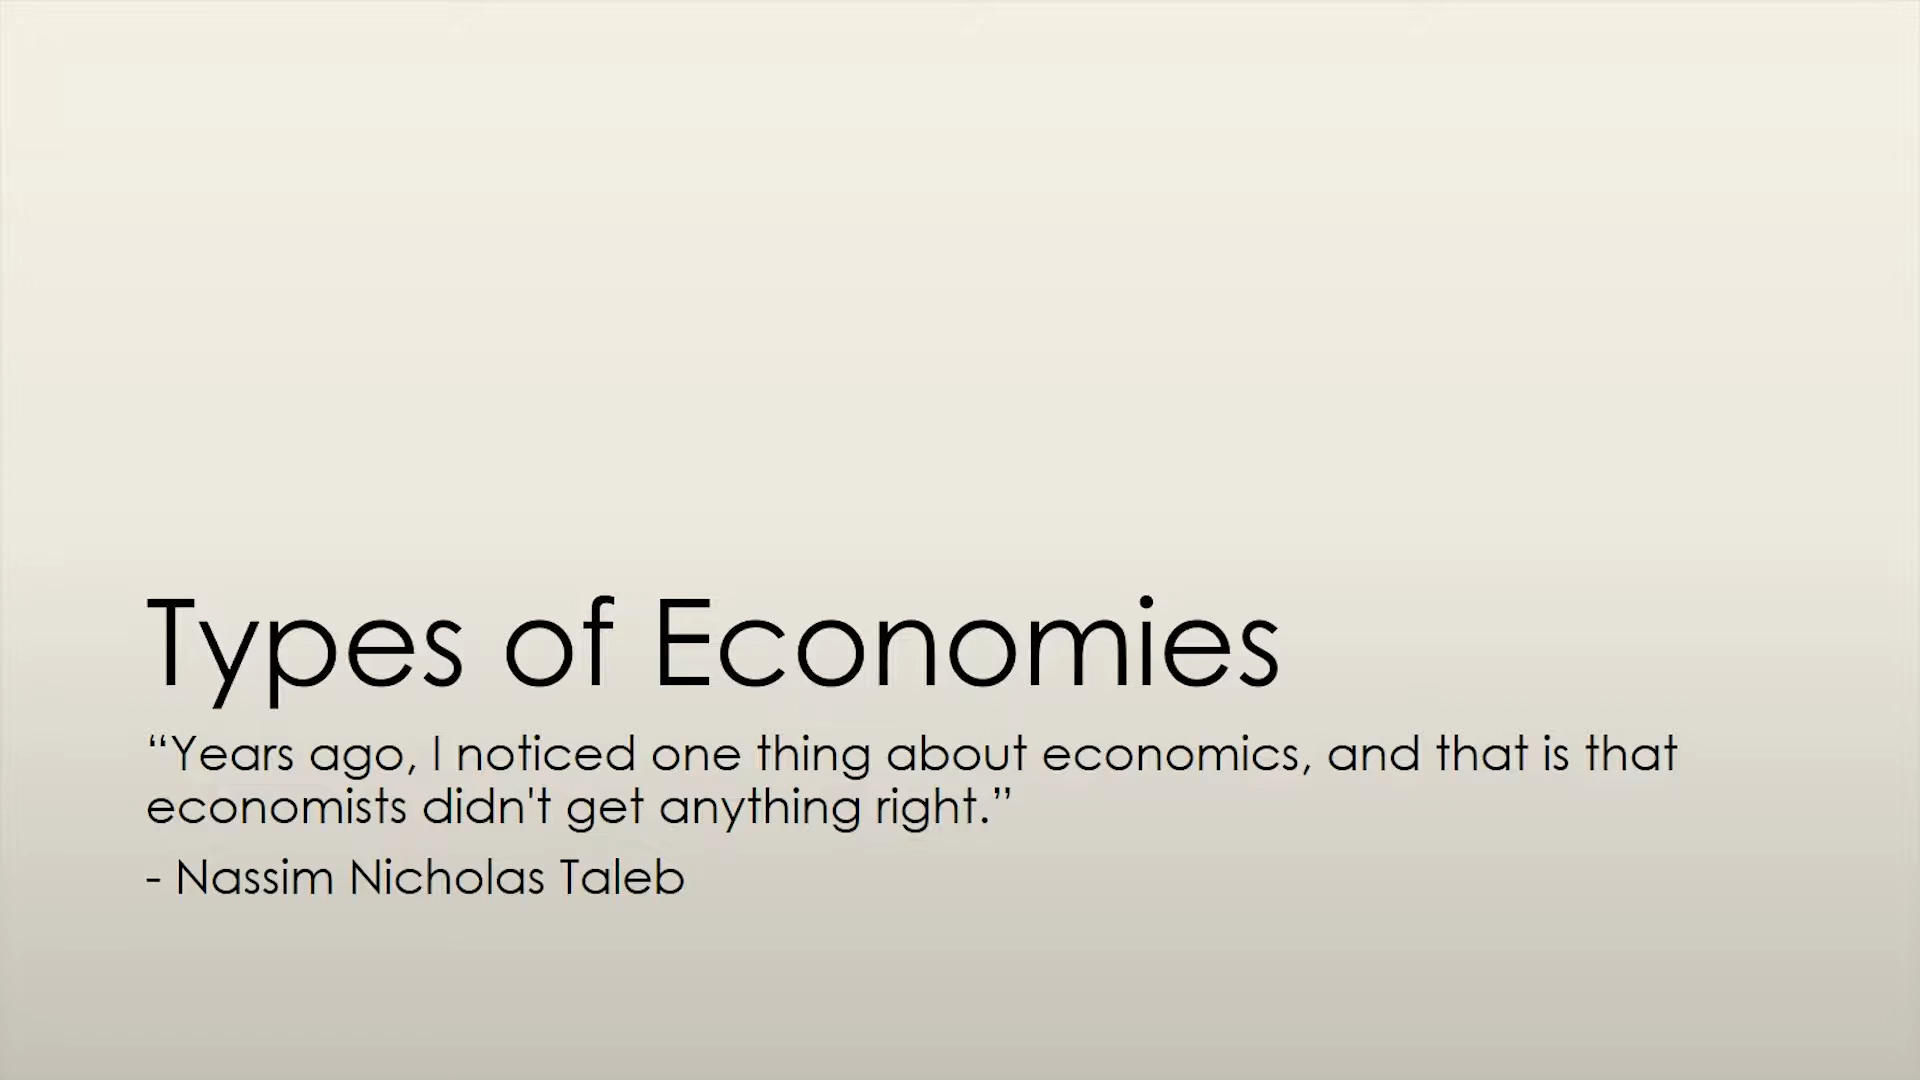 Types of Economies
“Years ago, I noticed one thing about economics, and that is that
economists didn't get anything right.”
- Nassim Nicholas Taleb